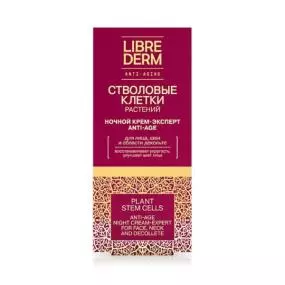 LIBRE
DERM
ANTI-AGING
СТВОЛОВЫЕ
КЛЕТКИ
РАСТЕНИЙ
НОЧНОЙ КРЕМ-ЭКСПЕРТ
ANTI-AGE
для лица, шеи
и области декольте
восстанавливает упругость,
улучшает цвет лица
PLANT
STEM CELLS
ANTI-AGE
NIGHT CREAM-EXPERT
FOR FACE, NECK
AND DECOLLETE